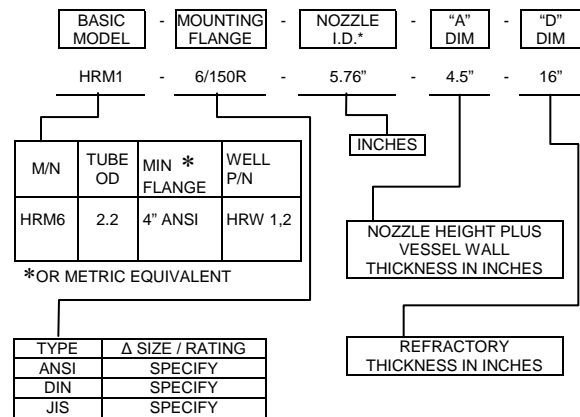 BASIC MODEL - MOUNTING FLANGE - NOZZLE I.D.* - “A” DIM - “D” DIM
HRM1 - 6/150R - 5.76” - 4.5” - 16”
INCHES
M/N TUBE OD MIN * FLANGE WELL P/N
HRM6 2.2 4” ANSI HRW 1,2
*OR METRIC EQUIVALENT
NOZZLE HEIGHT PLUS
VESSEL WALL
THICKNESS IN INCHES
TYPE Δ SIZE / RATING
ANSI SPECIFY
DIN SPECIFY
JIS SPECIFY
REFRACTORY
THICKNESS IN INCHES